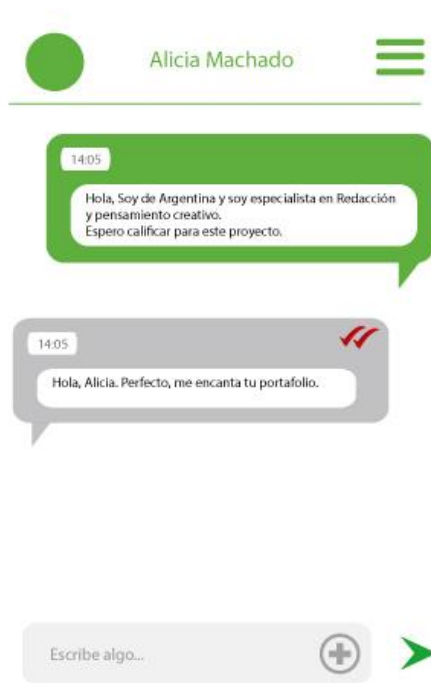 Alicia Machado
14:05
Hola, Soy de Argentina y soy especialista en Redacción
y pensamiento creativo.
Espero calificar para este proyecto.
14:05
Hola, Alicia. Perfecto, me encanta tu portafolio.
Escribe algo...